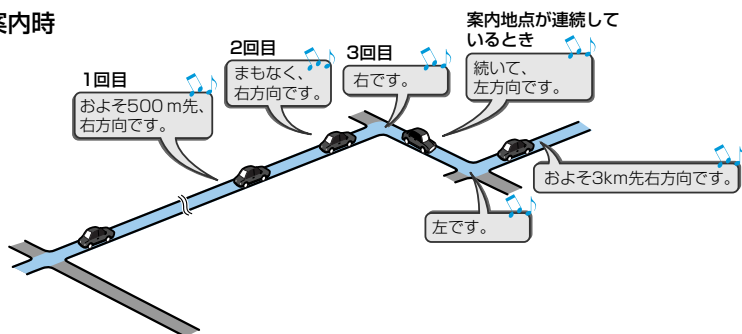 案内時
案内地点が連続して
いるとき
1回目
およそ500 m先、
右方向です。
2回目
まもなく、
右方向です。
3回目
右です。
続いて、
左方向です。
左です。
およそ3km先右方向です。